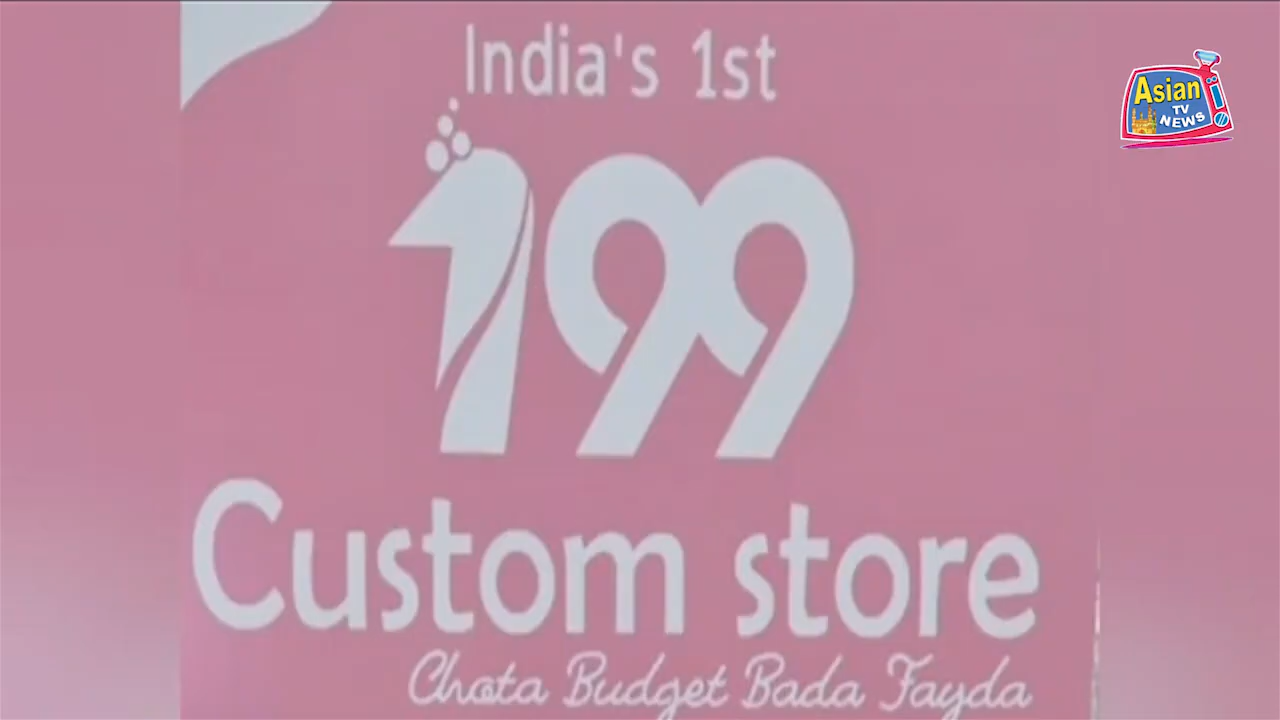 India's 1st
199
Custom store
Chota Budget Bada Fayda
Asian
TV
NEWS